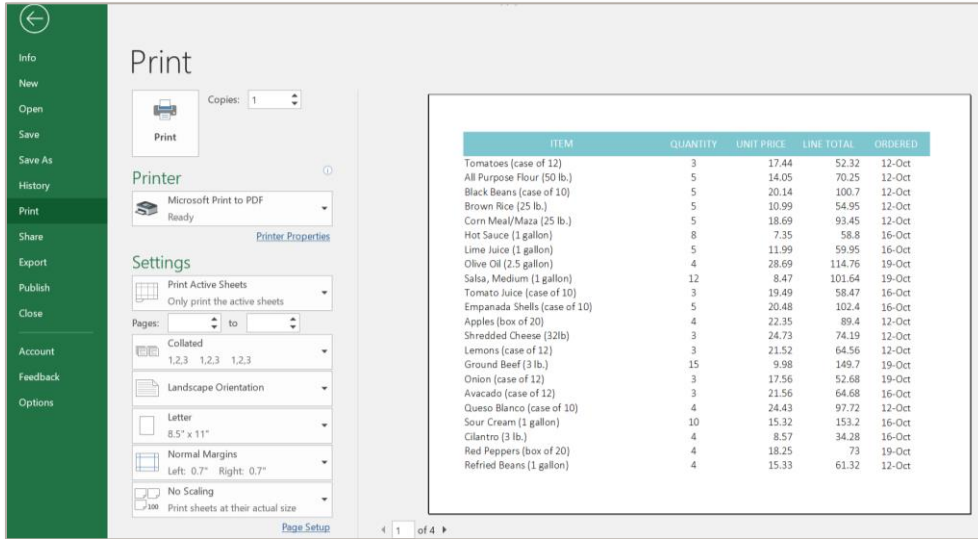 Info
New
Open
Save
Save As
History
Print
Share
Export
Publish
Close
Account
Feedback
Options
Print
Copies: 1
Print
Printer
Microsoft Print to PDF
Ready
Printer Properties
Settings
Print Active Sheets
Only print the active sheets
Pages: to
Collated
1,2,3 1,2,3 1,2,3
Landscape Orientation
Letter
8.5" x 11"
Normal Margins
Left: 0.7" Right: 0.7"
No Scaling
100 Print sheets at their actual size
Page Setup
ITEM QUANTITY UNIT PRICE LINE TOTAL ORDERED
Tomatoes (case of 12) 3 17.44 52.32 12-Oct
All Purpose Flour (50 lb.) 5 14.05 70.25 12-Oct
Black Beans (case of 10) 5 20.14 100.7 12-Oct
Brown Rice (25 lb.) 5 10.99 54.95 12-Oct
Corn Meal/Maza (25 lb.) 5 18.69 93.45 12-Oct
Hot Sauce (1 gallon) 8 7.35 58.8 16-Oct
Lime Juice (1 gallon) 5 11.99 59.95 16-Oct
Olive Oil (2.5 gallon) 4 28.69 114.76 19-Oct
Salsa, Medium (1 gallon) 12 8.47 101.64 19-Oct
Tomato Juice (case of 10) 3 19.49 58.47 16-Oct
Empanada Shells (case of 10) 5 20.48 102.4 16-Oct
Apples (box of 20) 4 22.35 89.4 12-Oct
Shredded Cheese (32lb) 3 24.73 74.19 12-Oct
Lemons (case of 12) 3 21.52 64.56 12-Oct
Ground Beef (3 lb.) 15 9.98 149.7 19-Oct
Onion (case of 12) 3 17.56 52.68 12-Oct
Avacado (case of 12) 3 21.56 64.68 16-Oct
Queso Blanco (case of 10) 4 24.43 97.72 12-Oct
Sour Cream (1 gallon) 10 15.32 153.2 16-Oct
Cilantro (3 lb.) 4 8.57 34.28 16-Oct
Red Peppers (box of 20) 4 18.25 73 19-Oct
Refried Beans (1 gallon) 4 15.33 61.32 12-Oct
1 of 4